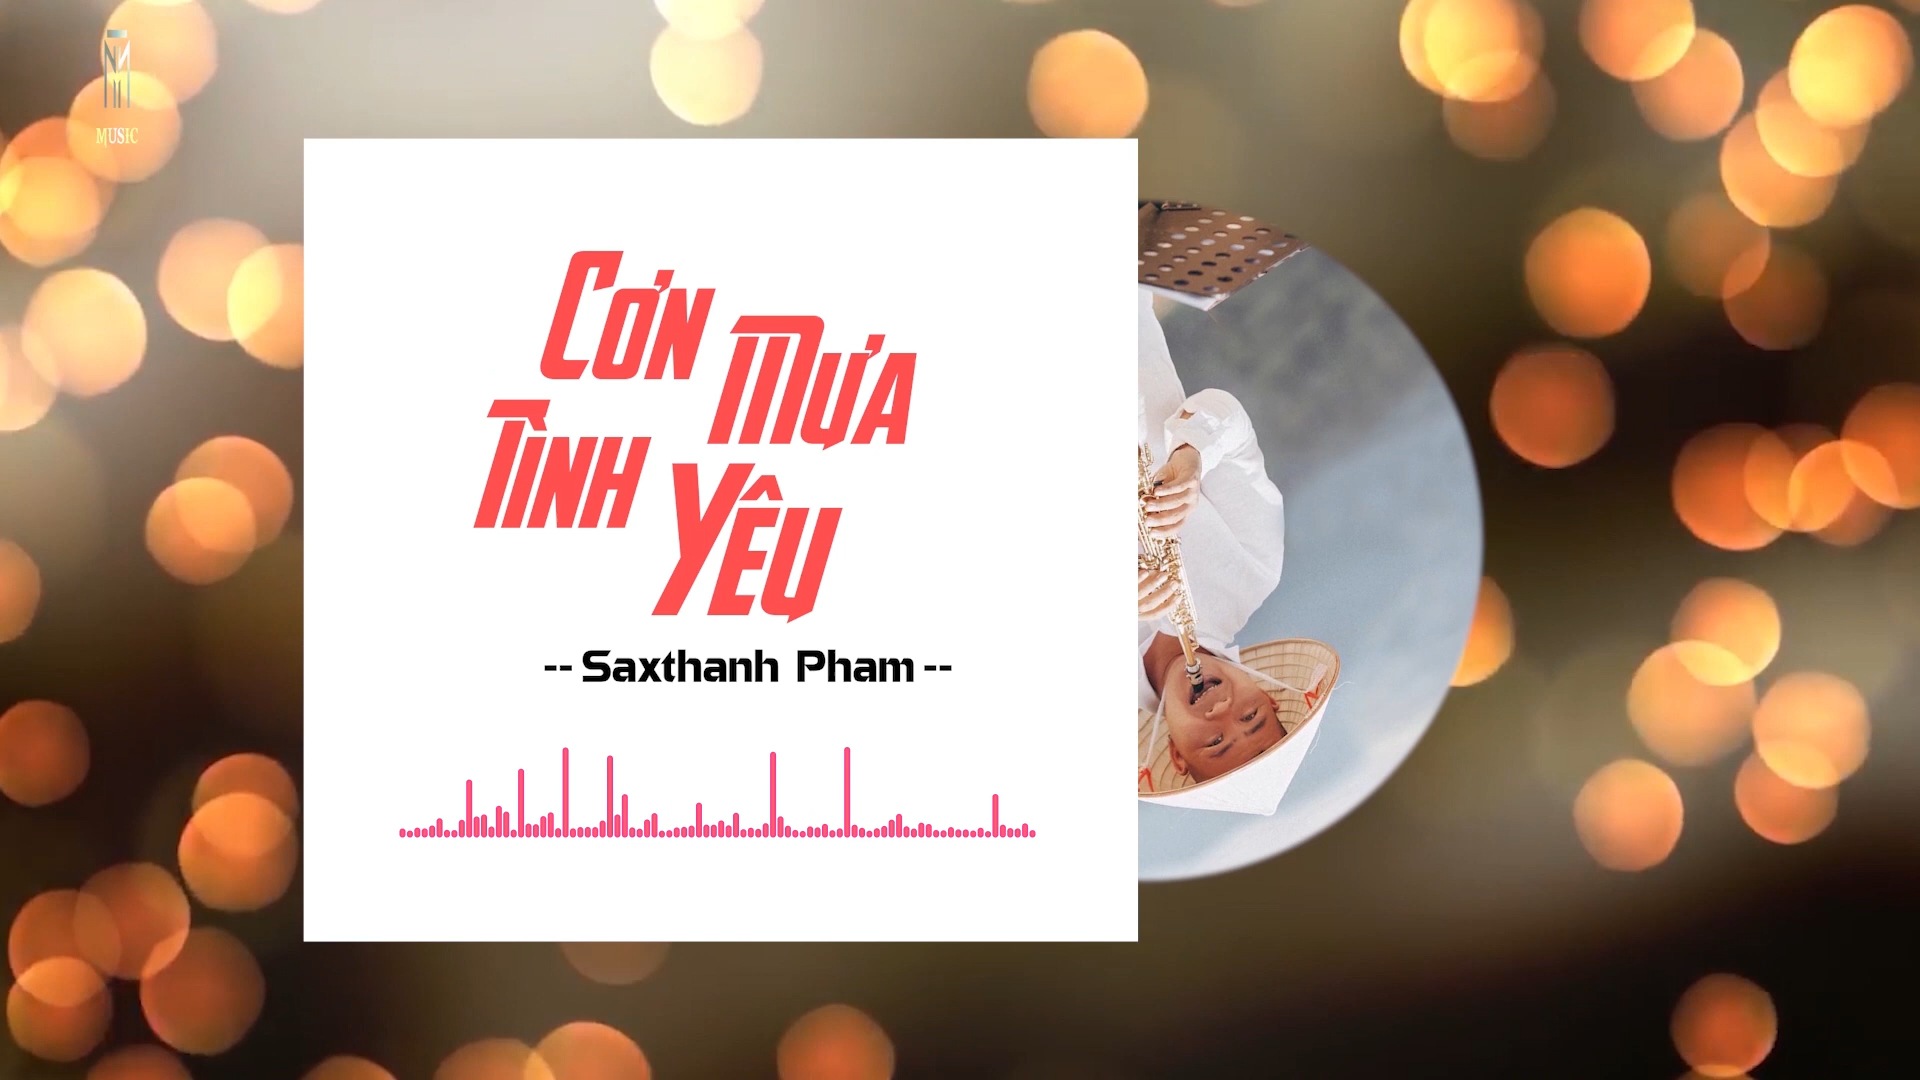 MUSIC
CƠN MƯA
TÌNH YÊU
-- Saxthanh Pham --